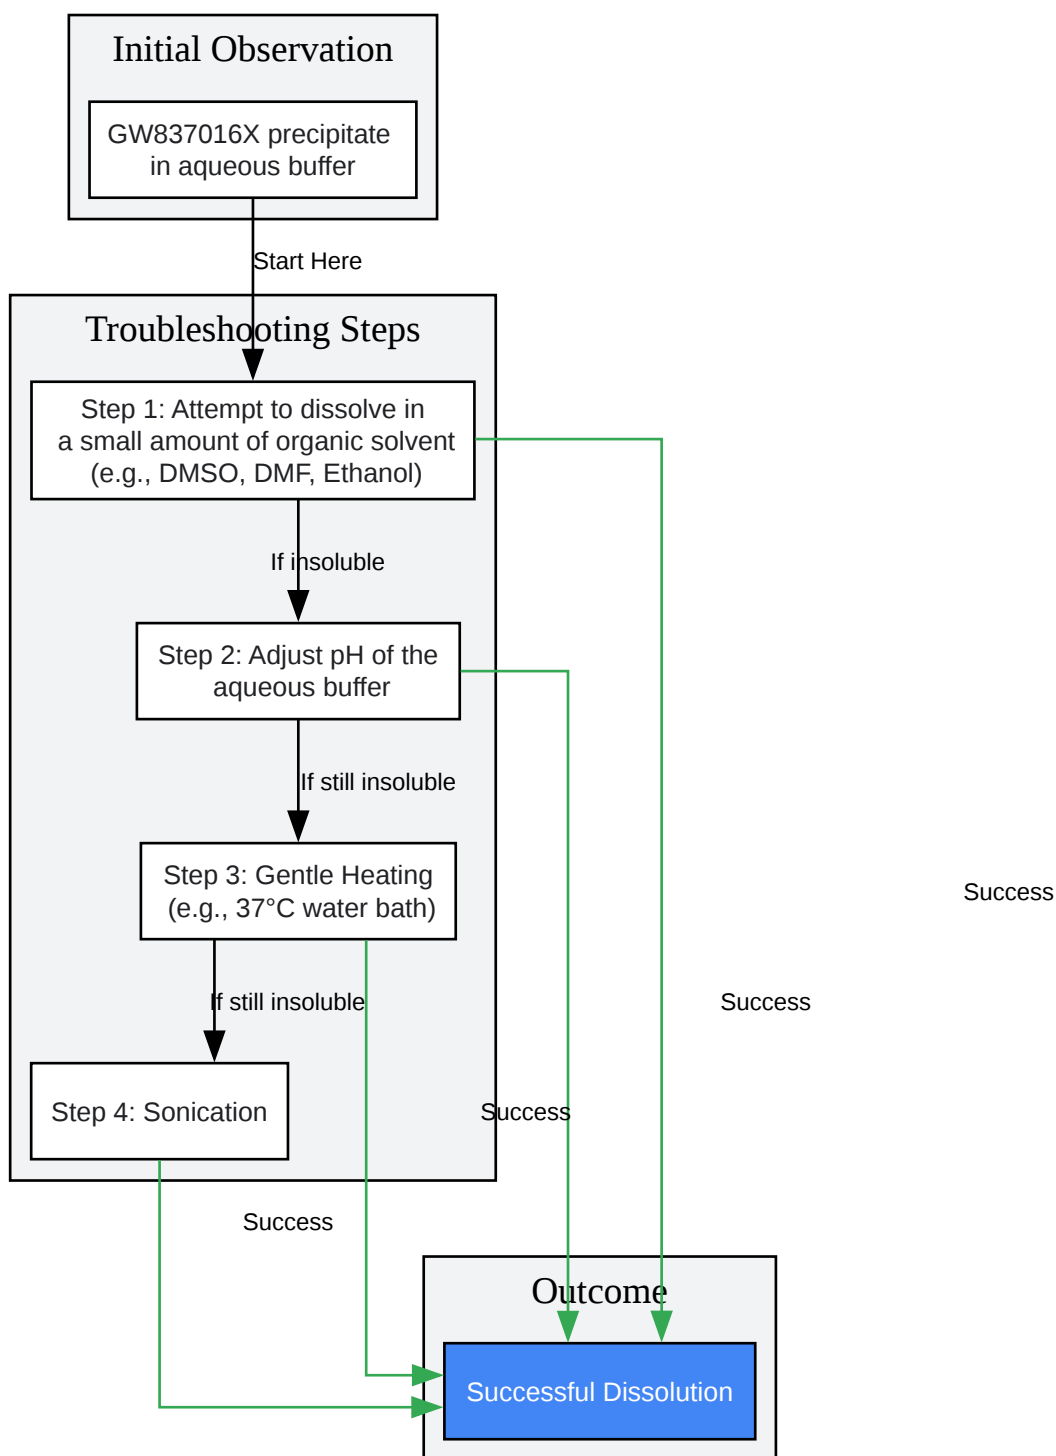 Initial Observation
GW837016X precipitate
in aqueous buffer
Start Here
Troubleshooting Steps
Step 1: Attempt to dissolve in
a small amount of organic solvent
(e.g., DMSO, DMF, Ethanol)
If insoluble
Step 2: Adjust pH of the
aqueous buffer
If still insoluble
Step 3: Gentle Heating
(e.g., 37°C water bath)
Success
If still insoluble
Success
Step 4: Sonication
Success
Success
Outcome
Successful Dissolution